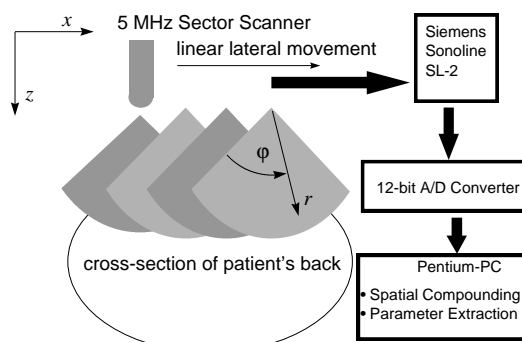 x
z
5 MHz Sector Scanner
linear lateral movement
φ
r
cross-section of patient's back
Siemens
Sonoline
SL-2
12-bit A/D Converter
Pentium-PC
• Spatial Compounding
• Parameter Extraction